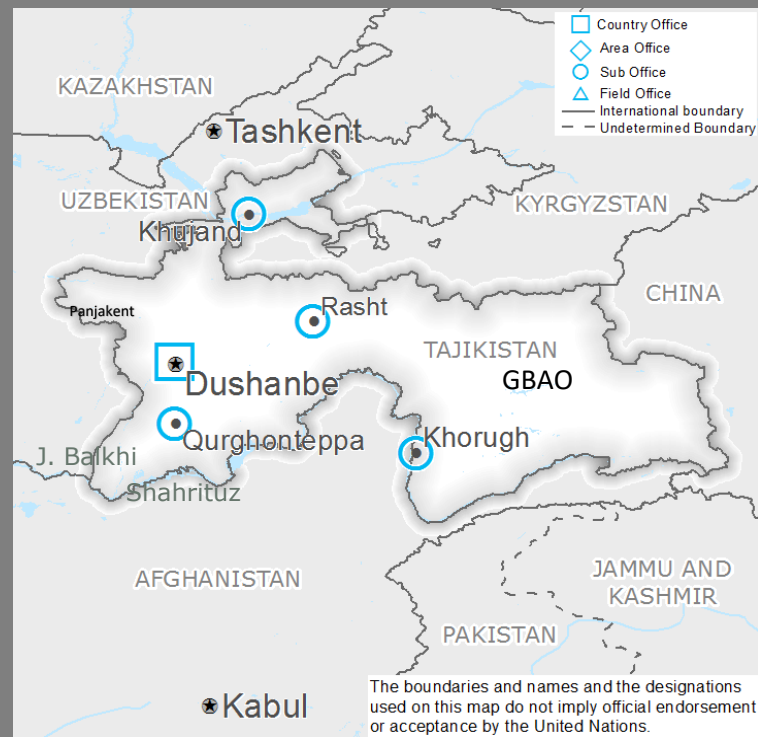 Country Office
Area Office
Sub Office
Field Office
International boundary
Undetermined Boundary
KAZAKHSTAN
Tashkent
UZBEKISTAN
KYRGYZSTAN
Khujand
CHINA
Panjakent
Rasht
TAJIKISTAN
GBAO
Dushanbe
Qurghonteppa
Khorugh
J. Balkhi
Shahrituz
AFGHANISTAN
JAMMU AND
KASHMIR
PAKISTAN
Kabul
The boundaries and names and the designations
used on this map do not imply official endorsement
or acceptance by the United Nations.